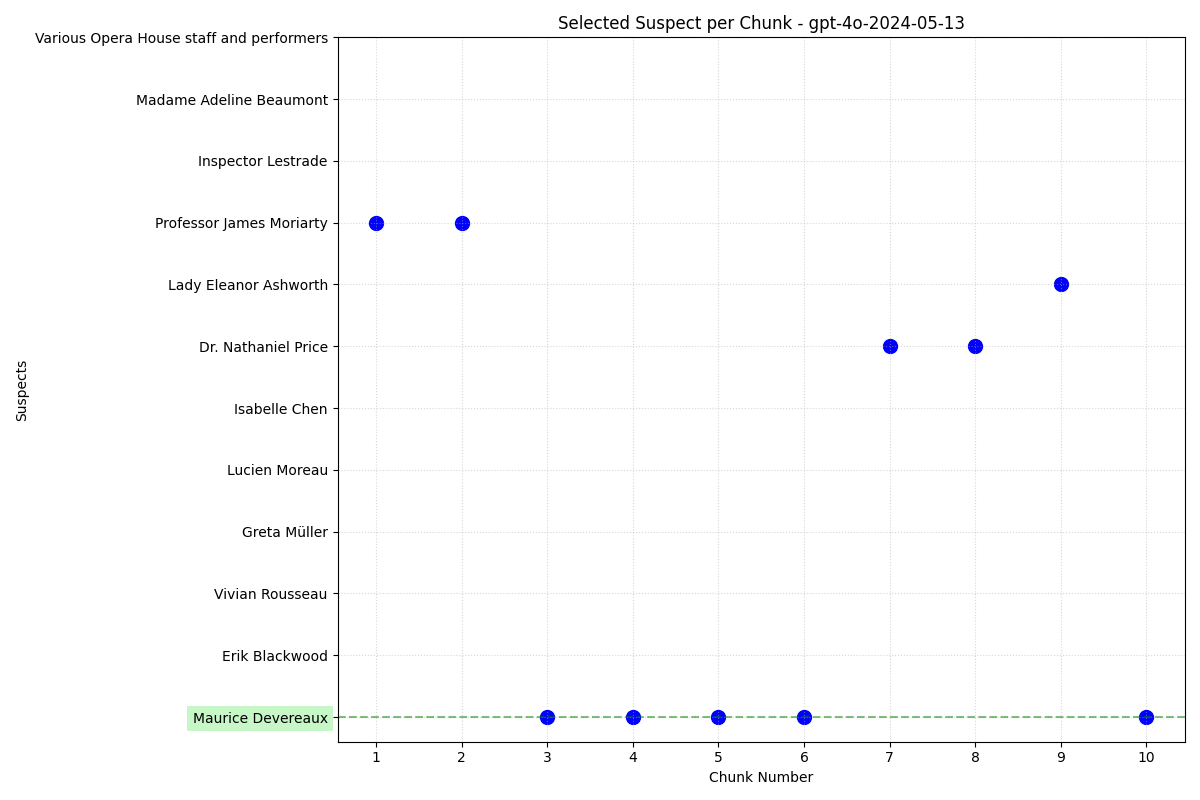 Selected Suspect per Chunk - gpt-4o-2024-05-13
Various Opera House staff and performers
Madame Adeline Beaumont
Inspector Lestrade
Professor James Moriarty
Lady Eleanor Ashworth
Dr. Nathaniel Price
Isabelle Chen
Lucien Moreau
Greta Müller
Vivian Rousseau
Erik Blackwood
Maurice Devereaux
Suspects
1 2 3 4 5 6 7 8 9 10
Chunk Number